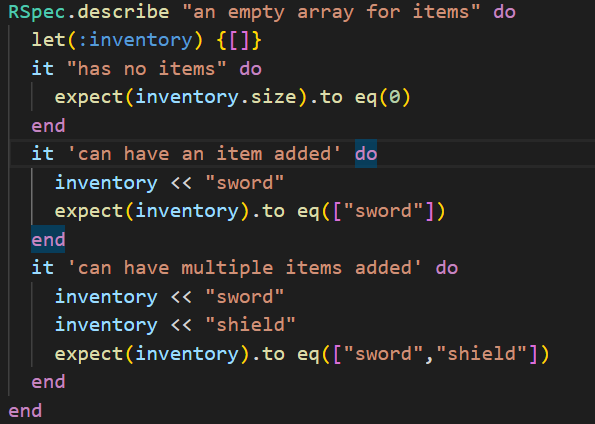 RSpec.describe "an empty array for items" do
let(:inventory) {[]}
it "has no items" do
expect(inventory.size).to eq(0)
end
it 'can have an item added' do
inventory << "sword"
expect(inventory).to eq(["sword"])
end
it 'can have multiple items added' do
inventory << "sword"
inventory << "shield"
expect(inventory).to eq(["sword","shield"])
end
end